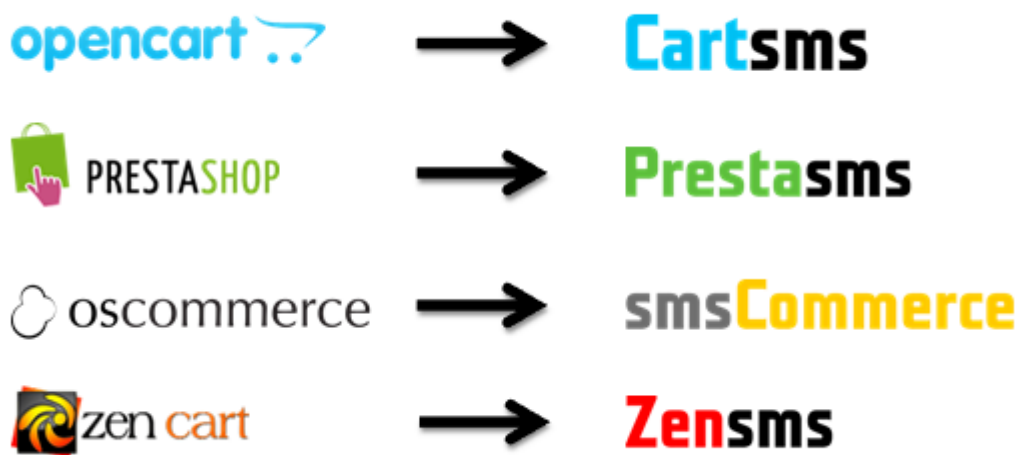 opencart Cartsms
PRESTASHOP Prestasms
oscommerce smsCommerce
zen cart Zensms